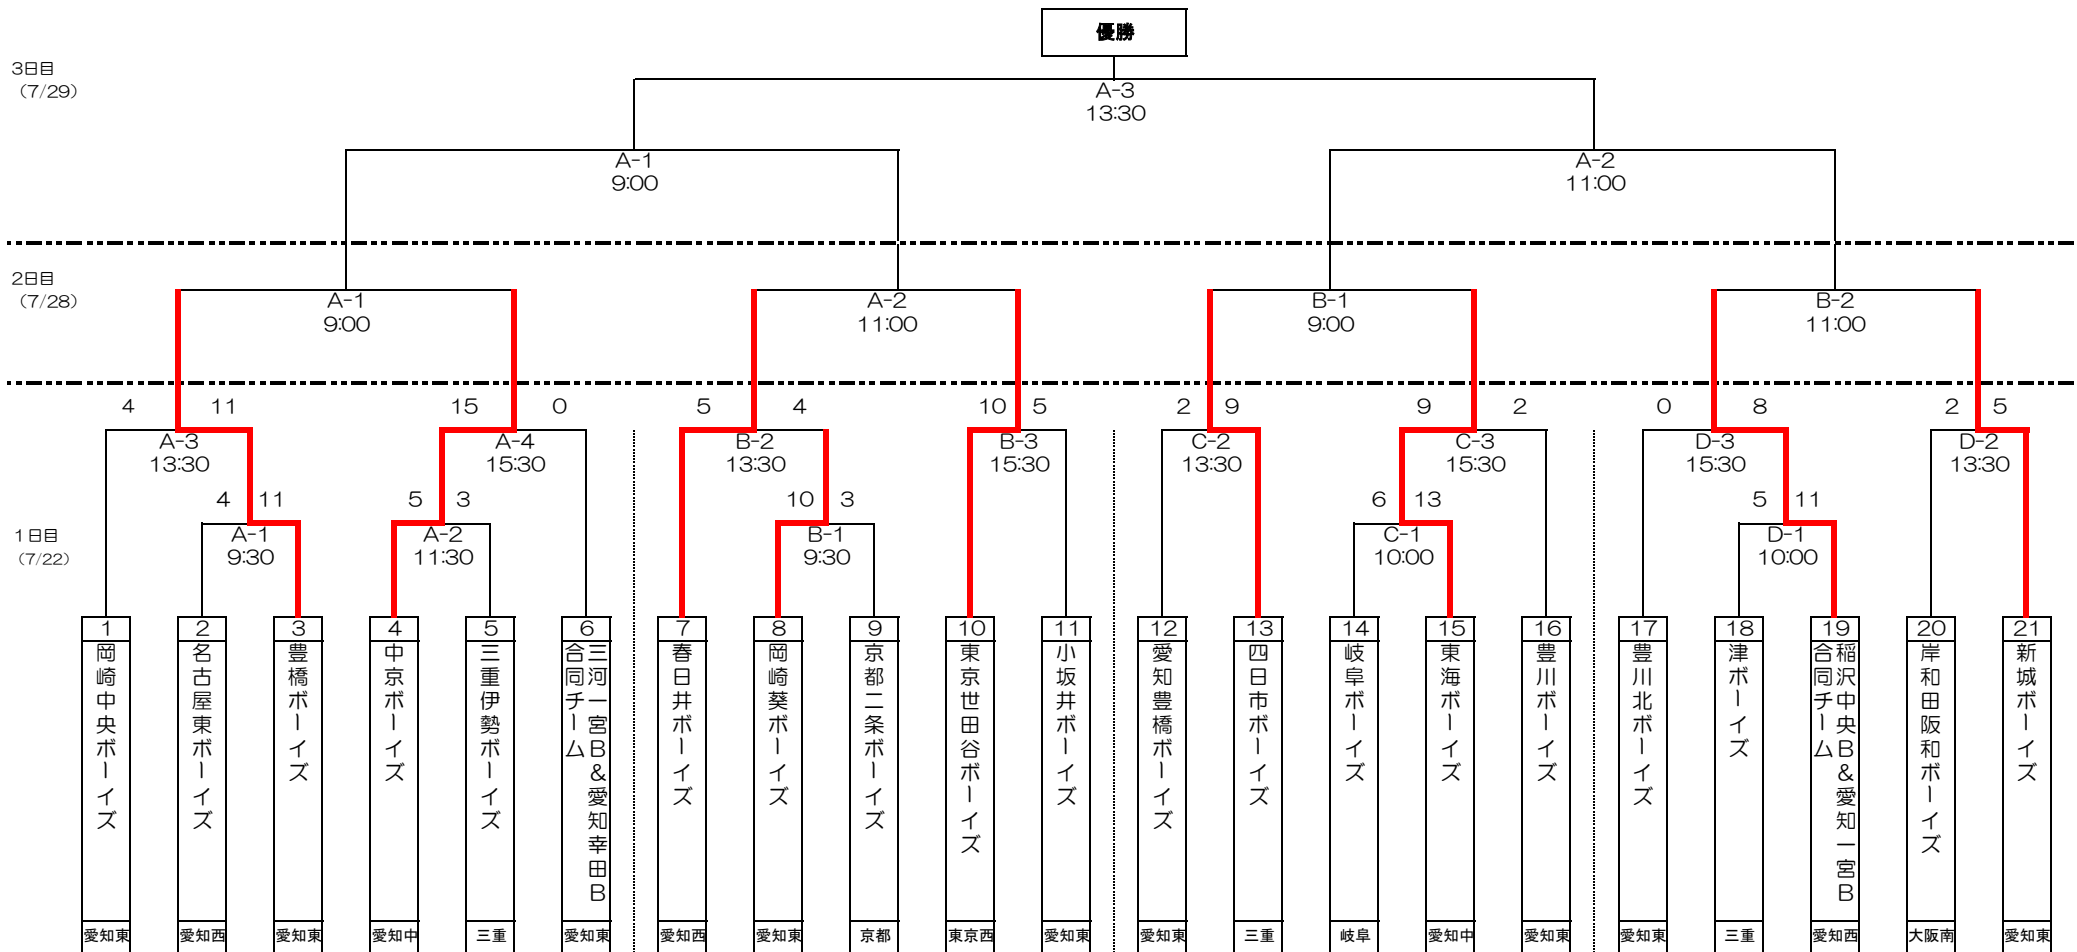 優勝
3日目
（7/29）
A-3
13:30
A-1
9:00
A-2
11:00
2日目
（7/28）
A-1
9:00
A-2
11:00
B-1
9:00
B-2
11:00
4 11 15 0 5 4 10 5 2 9 9 2 0 8 2 5
A-3
13:30
A-4
15:30
B-2
13:30
B-3
15:30
C-2
13:30
C-3
15:30
D-3
15:30
D-2
13:30
4 11 5 3 10 3 6 13 5 11
1日目
（7/22）
A-1
9:30
A-2
11:30
B-1
9:30
C-1
10:00
D-1
10:00
1 2 3 4 5 6 7 8 9 10 11 12 13 14 15 16 17 18 19 20 21
岡崎中央ボーイズ
名古屋東ボーイズ
豊橋ボーイズ
中京ボーイズ
三重伊勢ボーイズ
三河一宮B＆愛知幸田B
合同チーム
春日井ボーイズ
岡崎葵ボーイズ
京都二条ボーイズ
東京世田谷ボーイズ
小坂井ボーイズ
愛知豊橋ボーイズ
四日市ボーイズ
岐阜ボーイズ
東海ボーイズ
豊川ボーイズ
豊川北ボーイズ
津ボーイズ
稲沢中央B＆愛知一宮B
合同チーム
岸和田阪和ボーイズ
新城ボーイズ
愛知東 愛知西 愛知東 愛知中 三重 愛知東 愛知西 愛知東 京都 東京西 愛知東 愛知東 三重 岐阜 愛知中 愛知東 愛知東 三重 愛知西 大阪南 愛知東